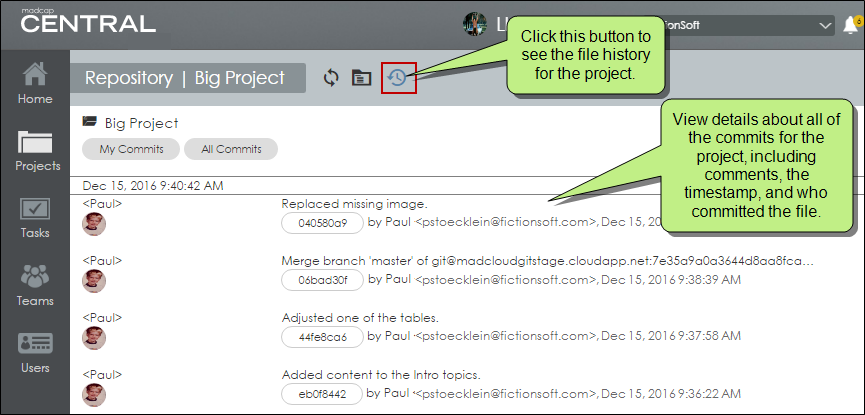 madcap
CENTRAL
ctionSoft
6
Click this button to
see the file history
for the project.
Repository | Big Project
Home
Projects
Tasks
Teams
Users
Big Project
My Commits
All Commits
View details about all of
the commits for the
project, including
comments, the
timestamp, and who
committed the file.
Dec 15, 2016 9:40:42 AM
<Paul>
Replaced missing image.
040580a9 by Paul <pstoecklein@fictionsoft.com>, Dec 15, 20
<Paul>
Merge branch 'master' of git@madcloudgitstage.cloudapp.net:7e35a9a0a3644d8aa8fca…
06bad30f by Paul <pstoecklein@fictionsoft.com>, Dec 15, 2016 9:38:39 AM
<Paul>
Adjusted one of the tables.
44fe8ca6 by Paul <pstoecklein@fictionsoft.com>, Dec 15, 2016 9:37:58 AM
<Paul>
Added content to the Intro topics.
eb0f8442 by Paul <pstoecklein@fictionsoft.com>, Dec 15, 2016 9:36:22 AM